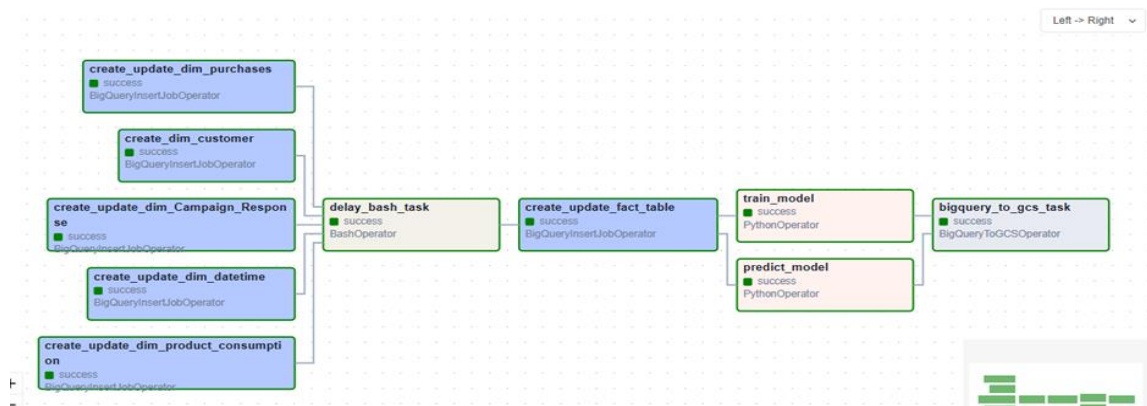 Left -> Right
create_update_dim_purchases
success
BigQueryInsertJobOperator
create_dim_customer
success
BigQueryInsertJobOperator
create_update_dim_Campaign_Respon
se
success
BigQueryInsertJobOperator
create_update_dim_datetime
success
BigQueryInsertJobOperator
create_update_dim_product_consumpti
on
success
BigQueryInsertJobOperator
delay_bash_task
success
BashOperator
create_update_fact_table
success
BigQueryInsertJobOperator
train_model
success
PythonOperator
predict_model
success
PythonOperator
bigquery_to_gcs_task
success
BigQueryToGCSOperator